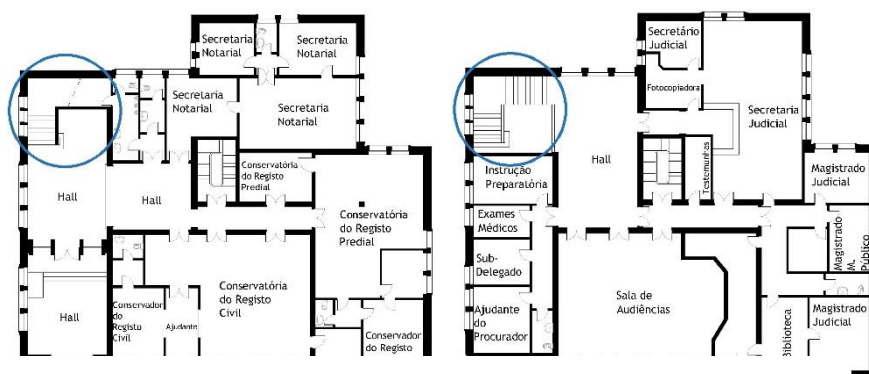 Secretaria
Notarial
Secretaria
Notarial
Secretaria
Notarial
Secretaria
Notarial
Conservatória
do Registo
Predial
Hall
Hall
Conservatória
do Registo
Predial
Conservatória
do Registo
Civil
Hall
Conservador
do
Registo
Civil
Ajudante
Conservador
do Registo
Secretário
Judicial
Fotocopiadora
Secretaria
Judicial
Hall
Testemunhas
Instrução
Preparatória
Magistrado
Judicial
Exames
Médicos
Sub-
Delegado
Magistrado
M.
Público
Ajudante
do
Procurador
Sala de
Audiências
Biblioteca
Magistrado
Judicial